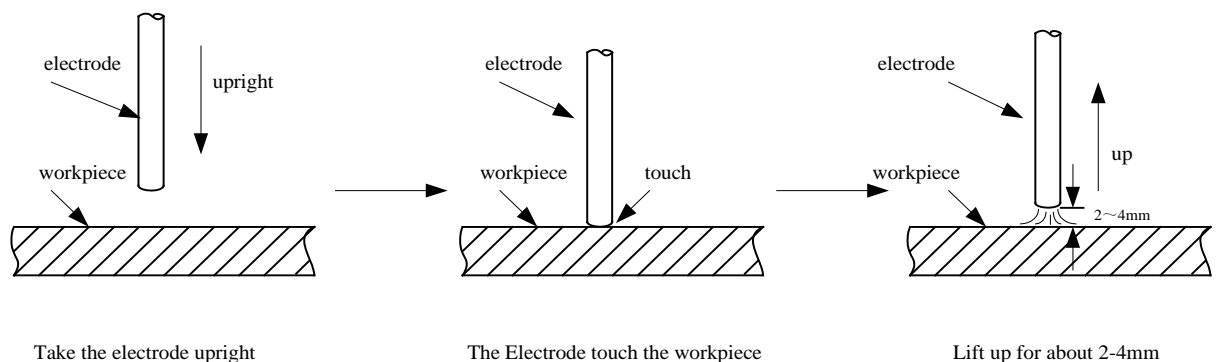 electrode
upright
workpiece
Take the electrode upright
electrode
workpiece
touch
The Electrode touch the workpiece
electrode
up
workpiece
2～4mm
Lift up for about 2-4mm